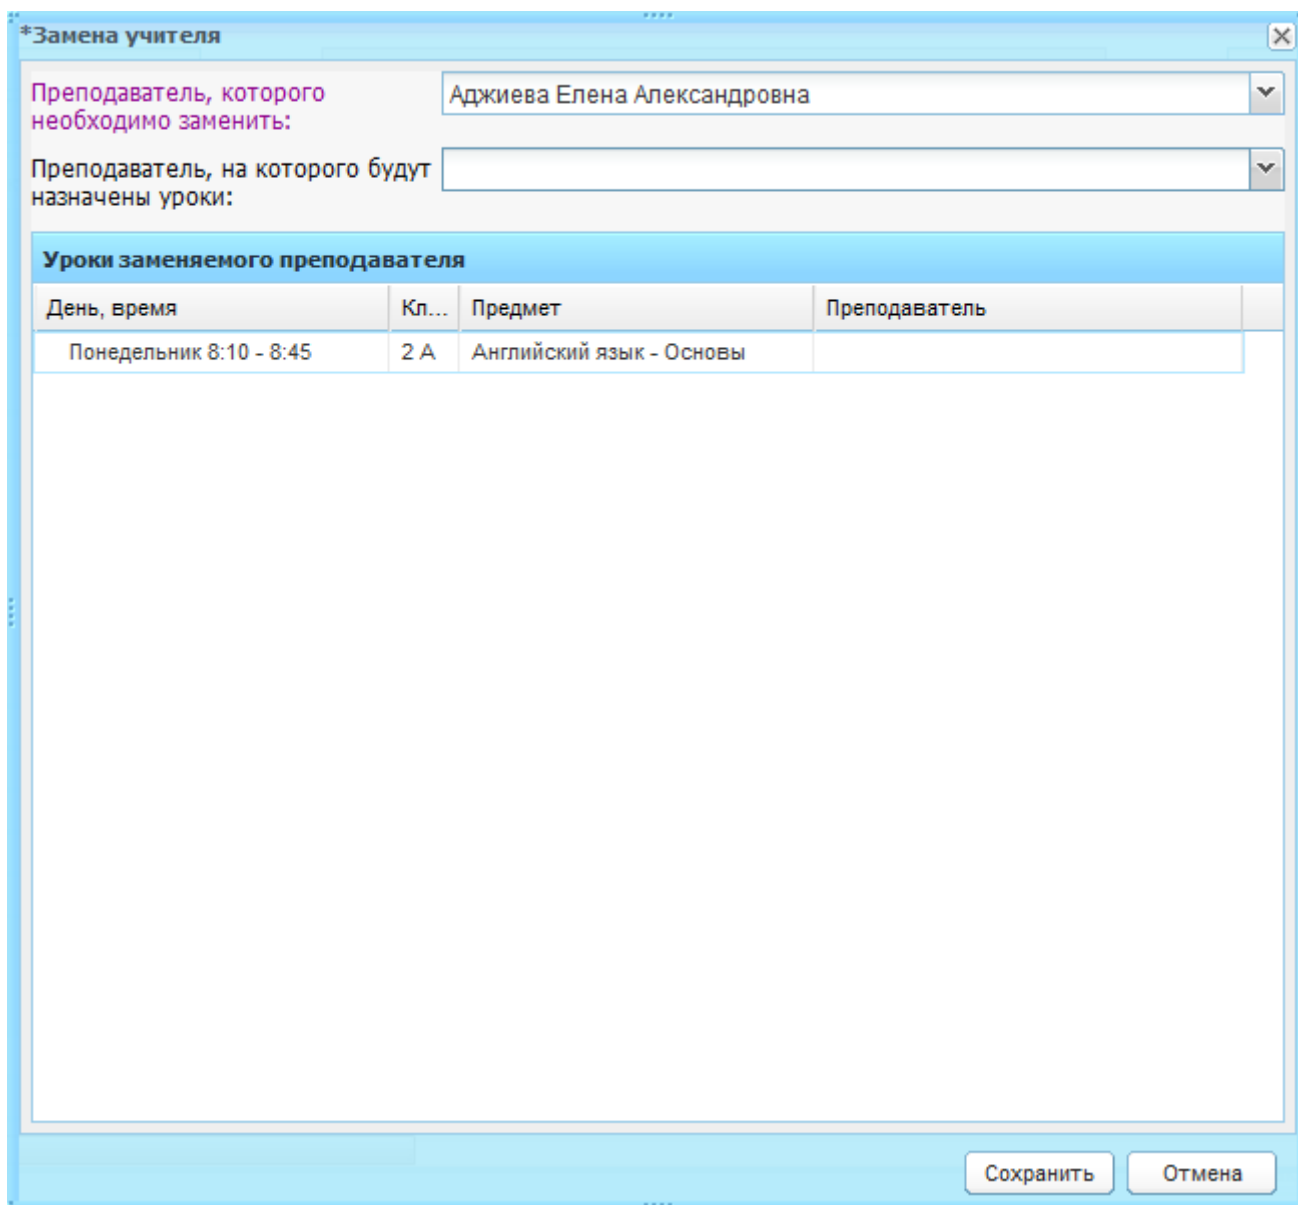 *Замена учителя
Преподаватель, которого
необходимо заменить:
Аджиева Елена Александровна
Преподаватель, на которого будут
назначены уроки:
Уроки заменяемого преподавателя
День, время Кл... Предмет Преподаватель
Понедельник 8:10 - 8:45 2 А Английский язык - Основы
Сохранить Отмена